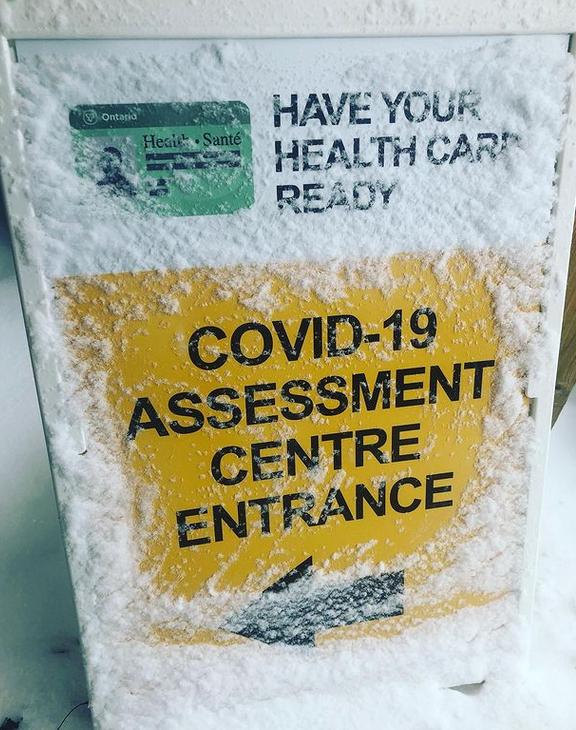 Ontario
Health • Santé
HAVE YOUR
HEALTH CARD
READY
COVID-19
ASSESSMENT
CENTRE
ENTRANCE